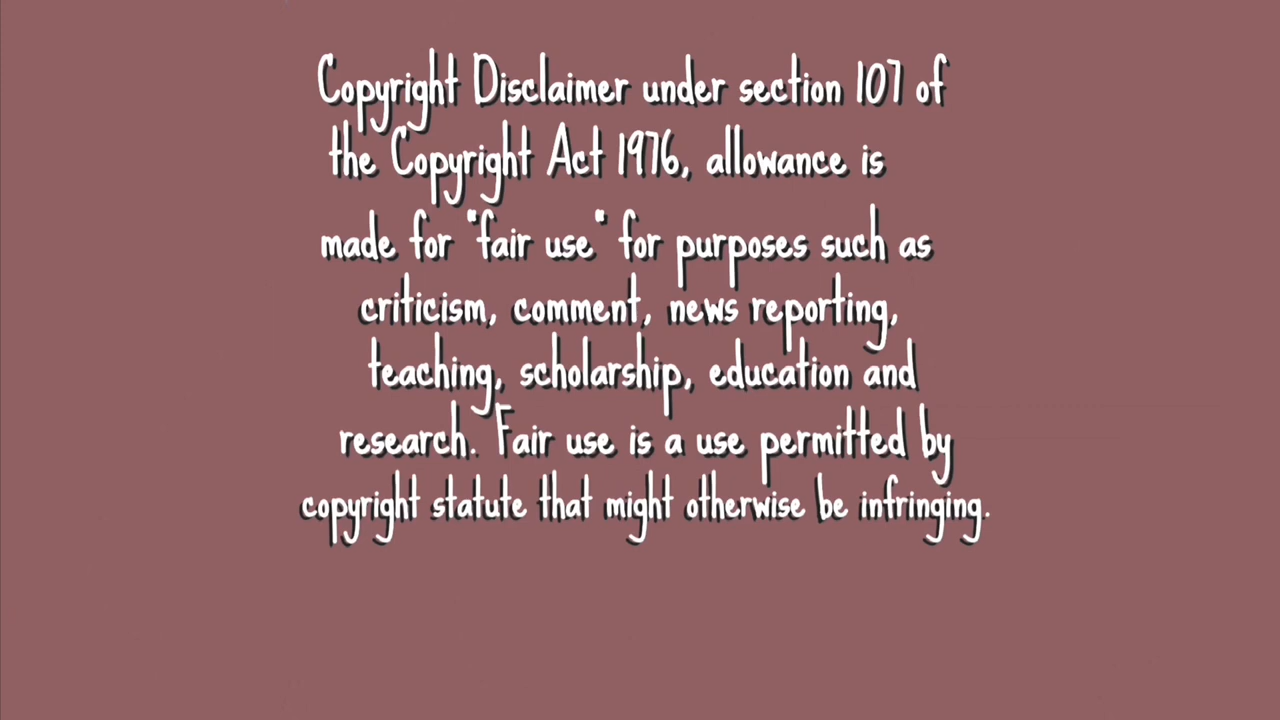 Copyright Disclaimer under section 107 of
the Copyright Act 1976, allowance is
made for "fair use" for purposes such as
criticism, comment, news reporting,
teaching, scholarship, education and
research. Fair use is a use permitted by
copyright statute that might otherwise be infringing.